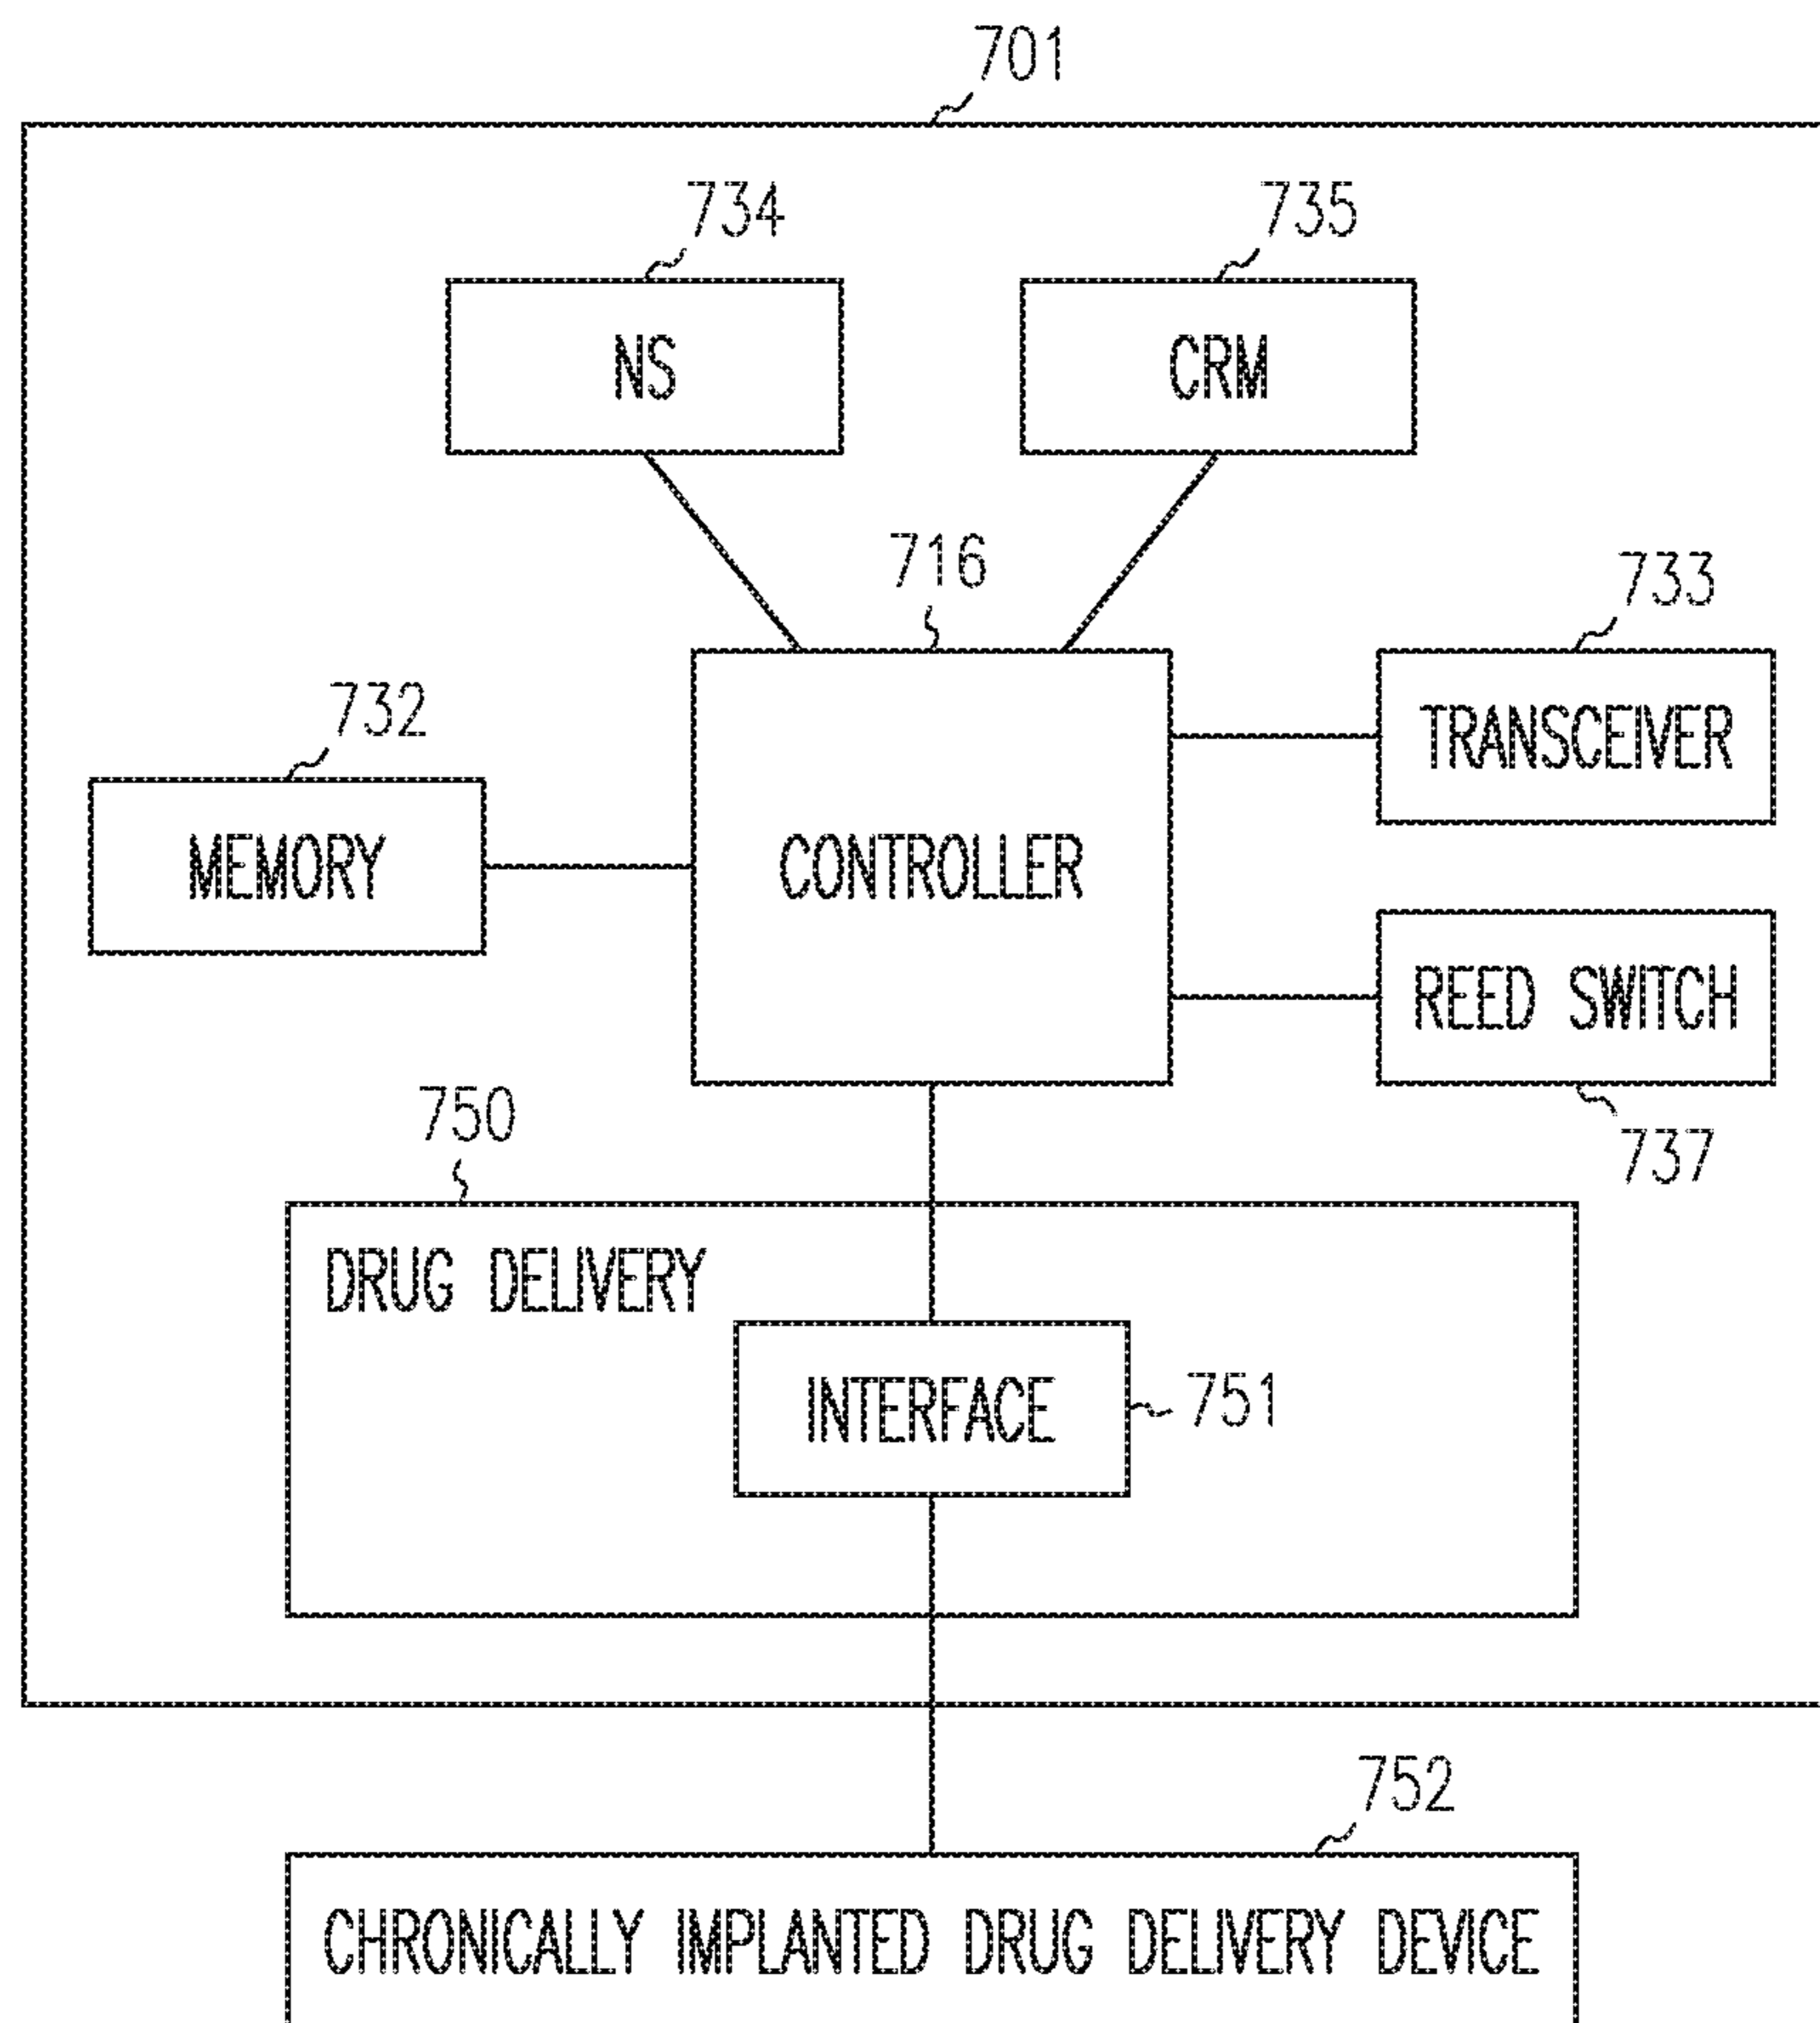 701
734
735
NS
CRM
716
733
732
TRANSCEIVER
MEMORY
CONTROLLER
REED SWITCH
750
737
DRUG DELIVERY
INTERFACE
751
752
CHRONICALLY IMPLANTED DRUG DELIVERY DEVICE